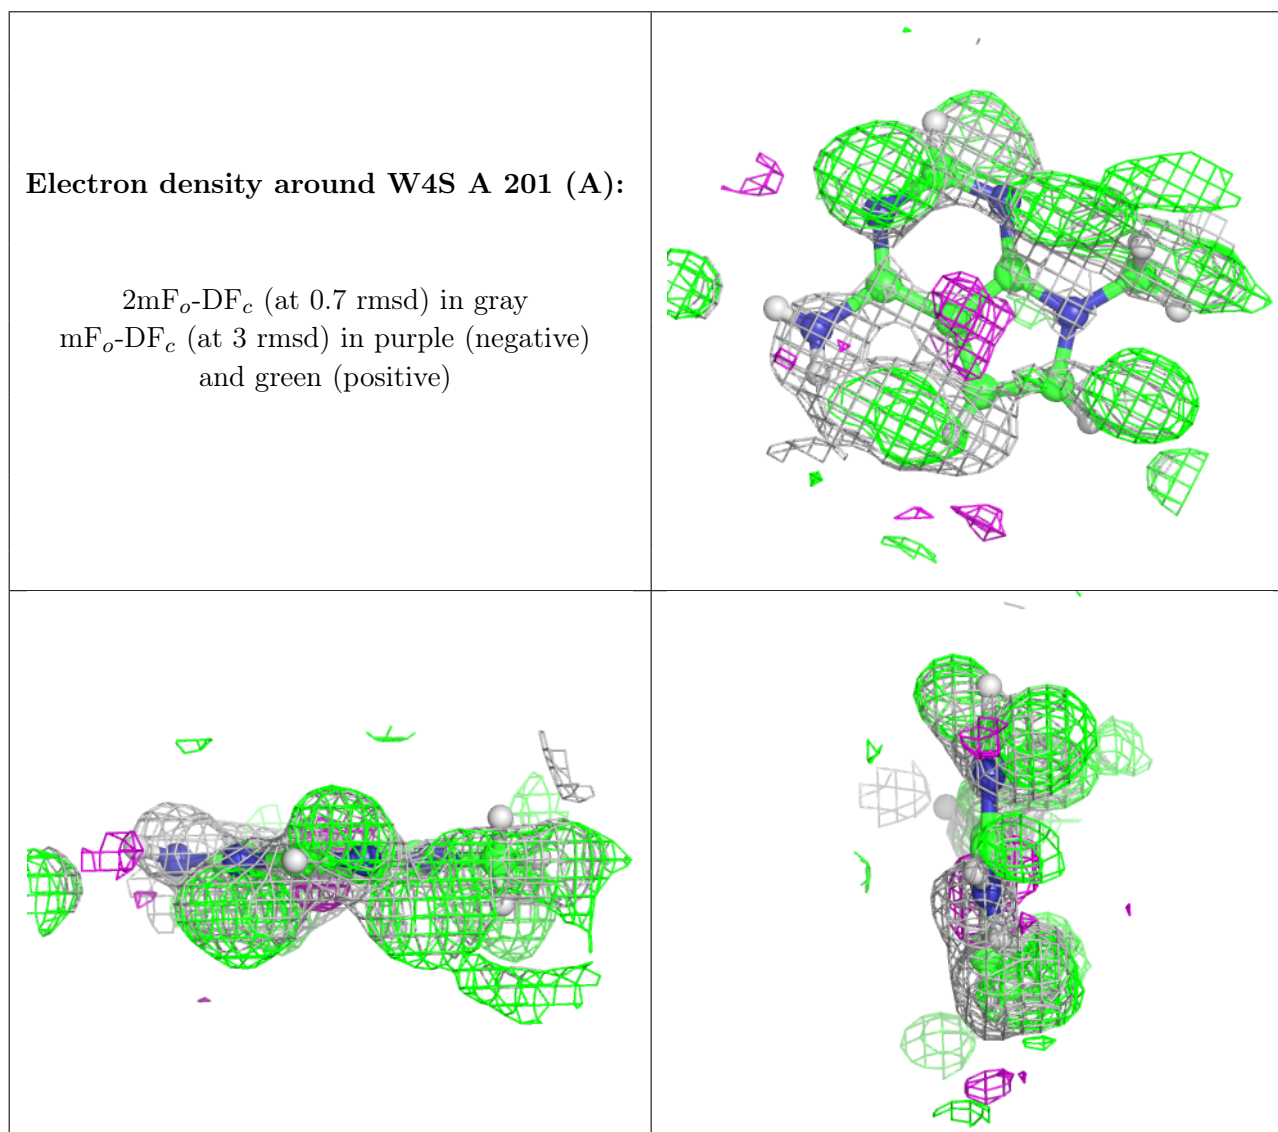 Electron density around W4S A 201 (A):
2mFo-DFc (at 0.7 rmsd) in gray
mFo-DFc (at 3 rmsd) in purple (negative)
and green (positive)